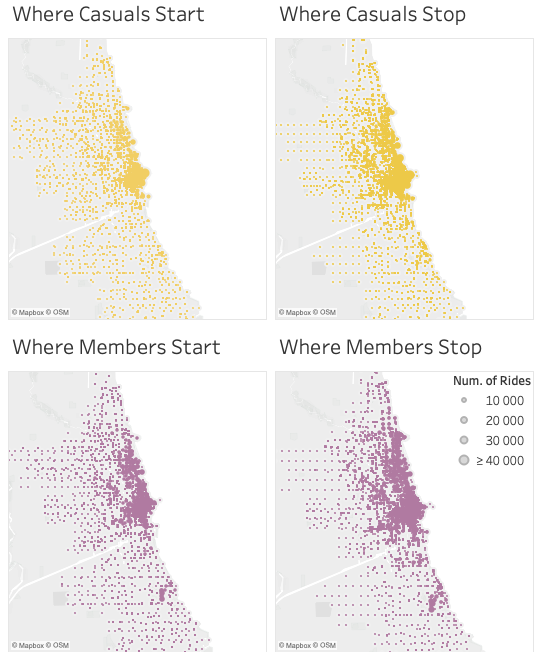 Where Casuals Start
Where Casuals Stop
© Mapbox © OSM
© Mapbox © OSM
Where Members Start
Where Members Stop
Num. of Rides
10 000
20 000
30 000
≥ 40 000
© Mapbox © OSM
© Mapbox © OSM